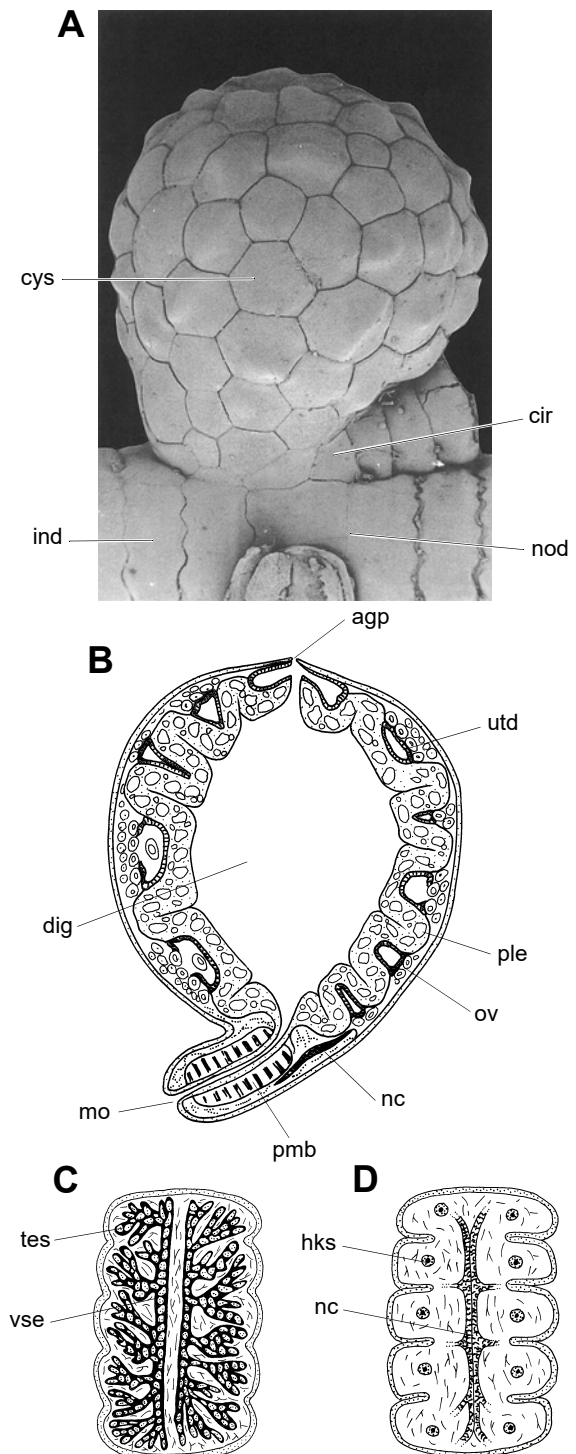 A
cys
cir
ind
nod
agp
B
utd
dig
ple
ov
nc
mo
pmb
C
D
tes
hks
vse
nc